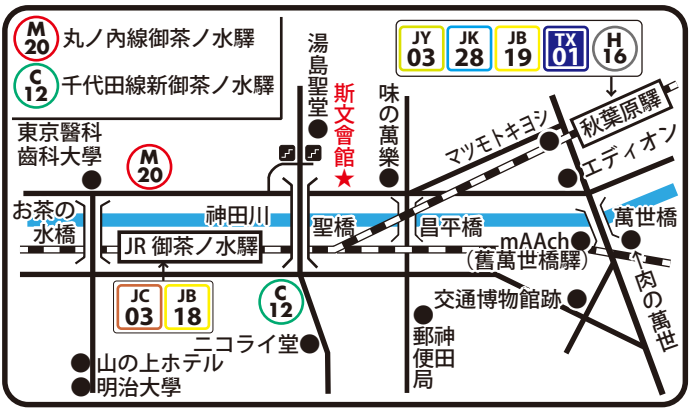 M
20
丸ノ內線御茶ノ水驛
C
12
千代田線新御茶ノ水驛
JY
03
JK
28
JB
19
TX
01
H
16
湯島聖堂
斯文會館
味の萬樂
マツモトキヨシ
秋葉原驛
エディオン
東京醫科
齒科大學
M
20
お茶の
水橋
神田川
聖橋
昌平橋
萬世橋
JR 御茶ノ水驛
mAAch
(舊萬世橋驛)
肉の萬世
JC
03
JB
18
C
12
交通博物館跡
ニコライ堂
神田
郵便局
山の上ホテル
明治大學